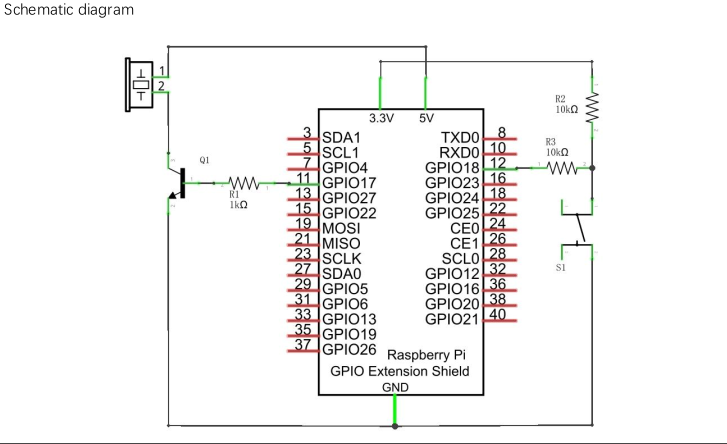 Schematic diagram
1
2
3.3V 5V
R2
10kΩ
R3
10kΩ
Q1
R1
1kΩ
S1
3 SDA1 TXD0 8
5 SCL1 RXD0 10
7 GPIO4 GPIO18 12
11 GPIO17 GPIO23 16
13 GPIO27 GPIO24 18
15 GPIO22 GPIO25 22
19 MOSI CE0 24
21 MISO CE1 26
23 SCLK SCL0 28
27 SDA0 GPIO12 32
29 GPIO5 GPIO16 36
31 GPIO6 GPIO20 38
33 GPIO13 GPIO21 40
35 GPIO19
37 GPIO26
Raspberry Pi
GPIO Extension Shield
GND